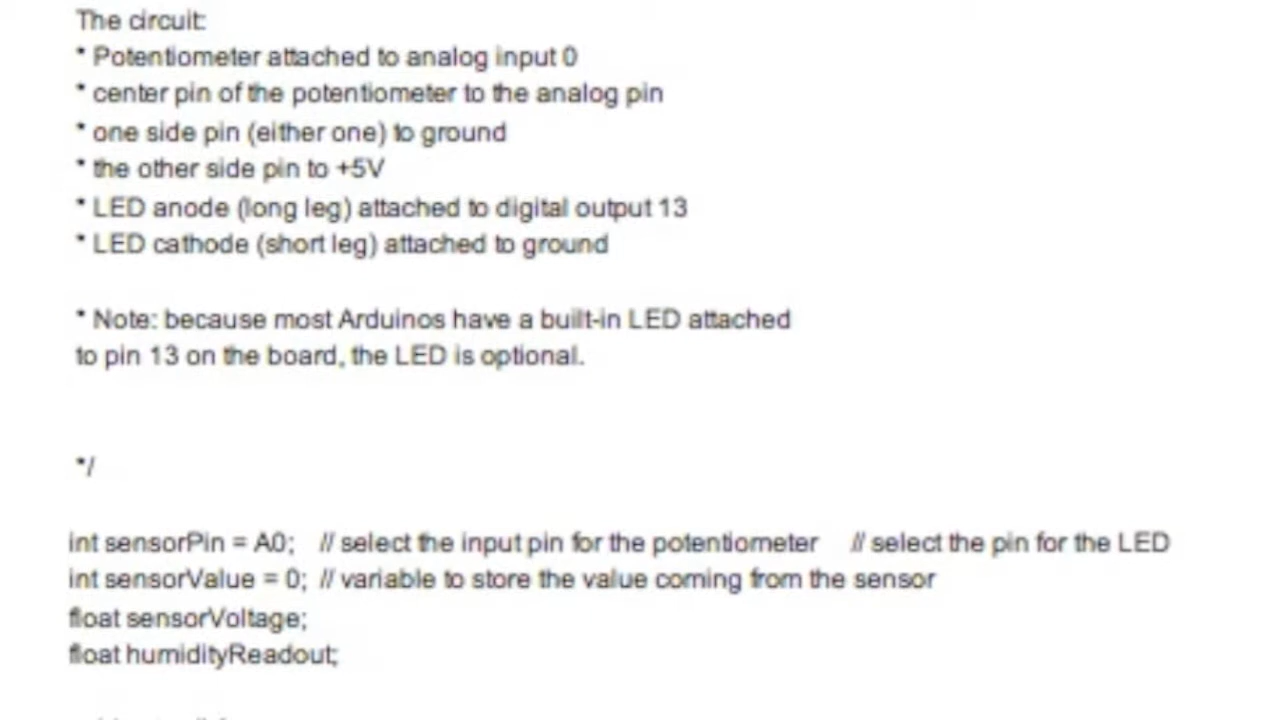 The circuit:
* Potentiometer attached to analog input 0
* center pin of the potentiometer to the analog pin
* one side pin (either one) to ground
* the other side pin to +5V
* LED anode (long leg) attached to digital output 13
* LED cathode (short leg) attached to ground
* Note: because most Arduinos have a built-in LED attached
to pin 13 on the board, the LED is optional.
*/
int sensorPin = A0; // select the input pin for the potentiometer // select the pin for the LED
int sensorValue = 0; // variable to store the value coming from the sensor
float sensorVoltage;
float humidityReadout;